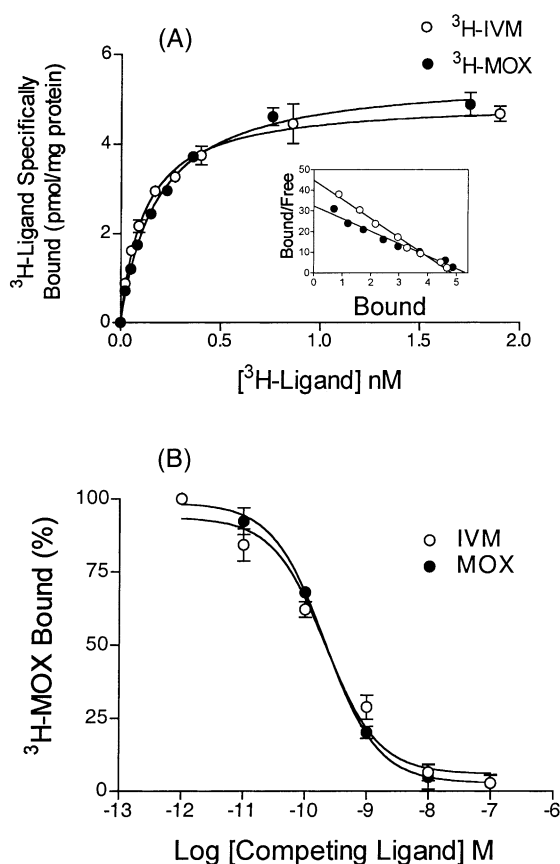 (A)
³H-IVM
³H-MOX
³H-Ligand Specifically
Bound (pmol/mg protein)
6
4
2
0
0.0 0.5 1.0 1.5 2.0
[³H-Ligand] nM
Bound/Free
50
40
30
20
10
0
0 1 2 3 4 5
Bound
(B)
IVM
MOX
³H-MOX Bound (%)
100
75
50
25
0
-13 -12 -11 -10 -9 -8 -7 -6
Log [Competing Ligand] M